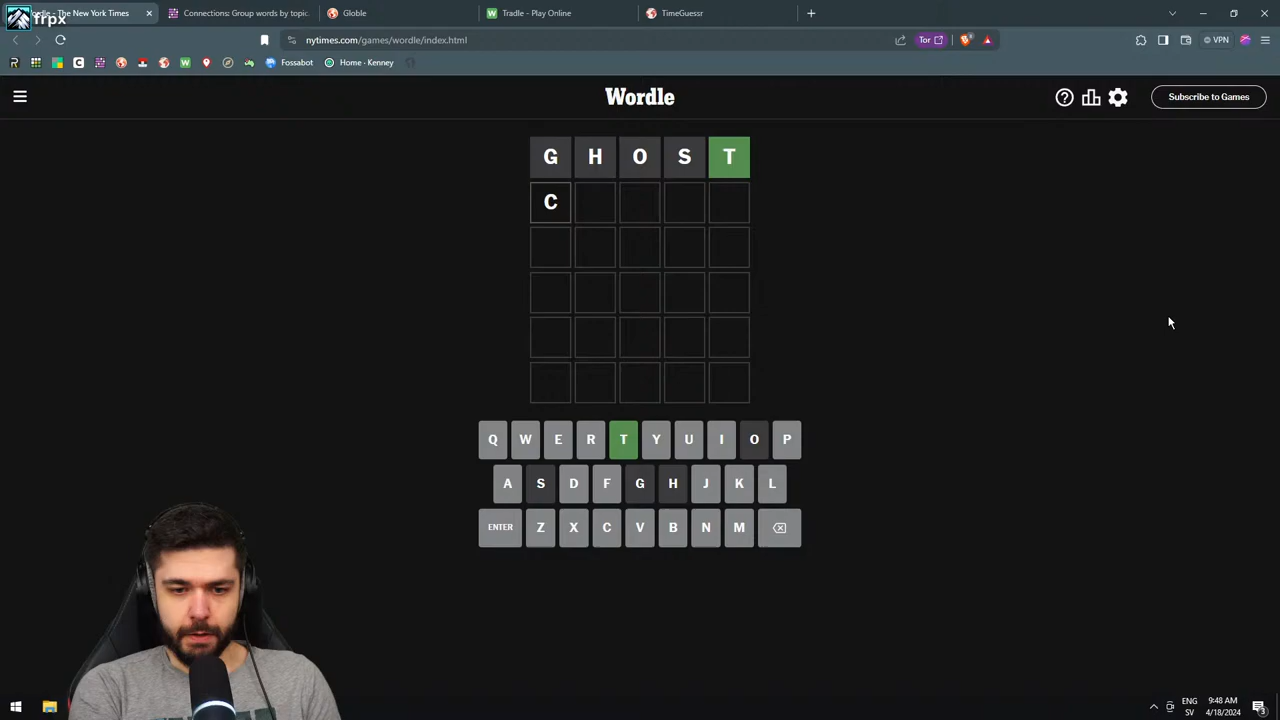 frpx
Wordle - The New York Times
Connections: Group words by topic.
Globle
Tradle - Play Online
TimeGuessr
nytimes.com/games/wordle/index.html
Tor
VPN
Fossabot
Home · Kenney
Wordle
Subscribe to Games
G H O S T
C
Q W E R T Y U I O P
A S D F G H J K L
ENTER Z X C V B N M
ENG
SV
9:48 AM
4/18/2024